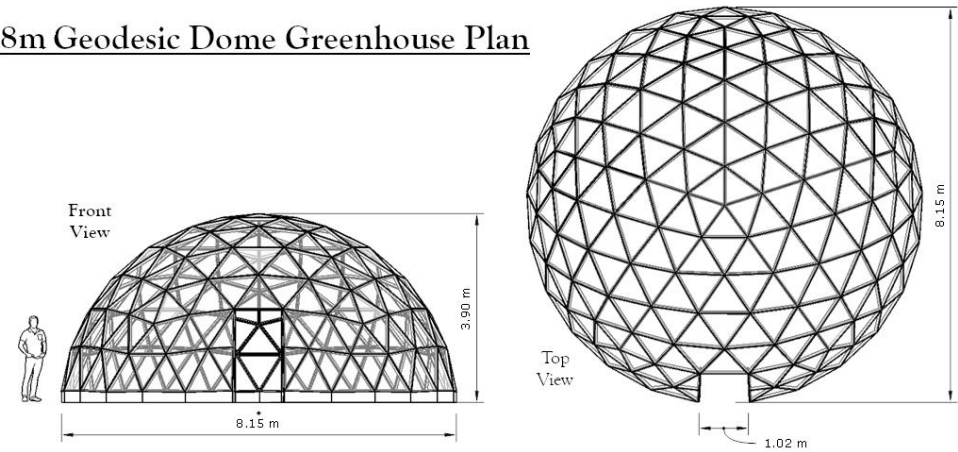 8m Geodesic Dome Greenhouse Plan
Front
View
3.90 m
8.15 m
Top
View
8.15 m
1.02 m